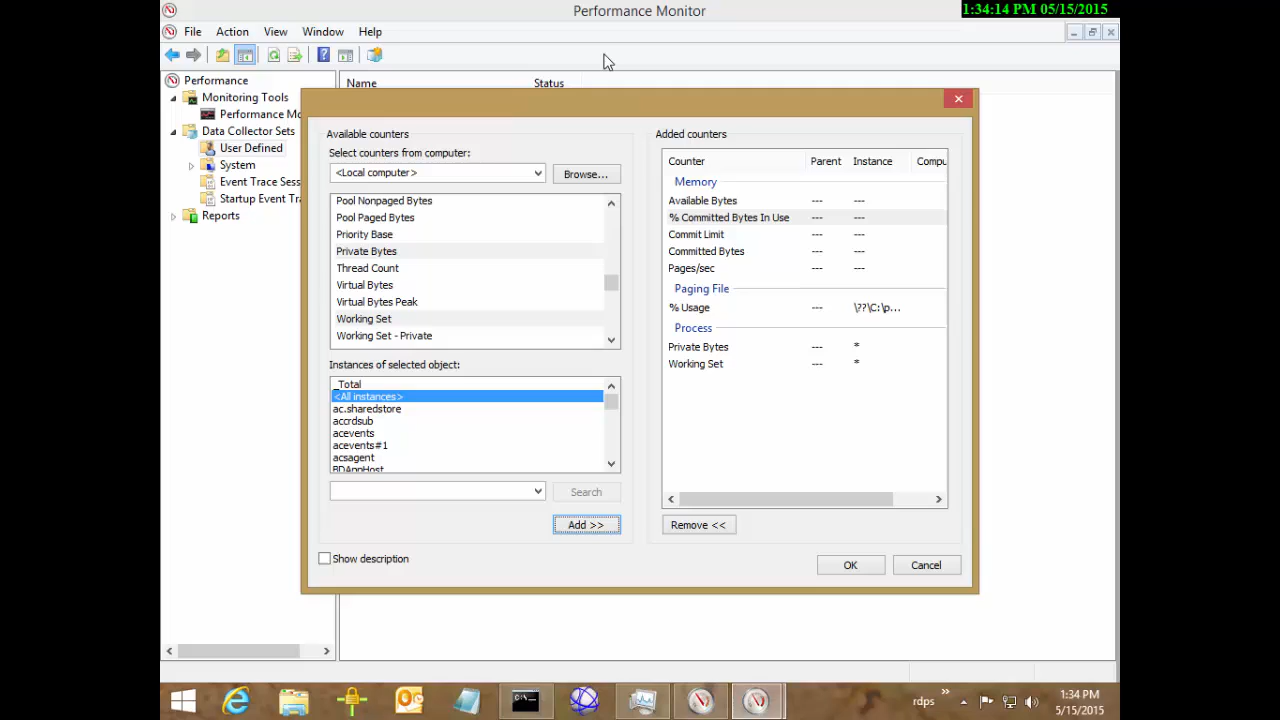 Performance Monitor
1:34:14 PM 05/15/2015
File Action View Window Help
Performance
Monitoring Tools
Performance Mo
Data Collector Sets
User Defined
System
Event Trace Sess
Startup Event Tra
Reports
Name Status
Available counters
Select counters from computer:
<Local computer>
Browse...
Pool Nonpaged Bytes
Pool Paged Bytes
Priority Base
Private Bytes
Thread Count
Virtual Bytes
Virtual Bytes Peak
Working Set
Working Set - Private
Instances of selected object:
_Total
<All instances>
ac.sharedstore
accrdsub
acevents
acevents#1
acsagent
BDAppHost
Search
Add >>
Show description
Added counters
Counter Parent Instance Compu
Memory
Available Bytes --- ---
% Committed Bytes In Use --- ---
Commit Limit --- ---
Committed Bytes --- ---
Pages/sec --- ---
Paging File
% Usage --- \??\C:\p...
Process
Private Bytes --- *
Working Set --- *
Remove <<
OK Cancel
C:\
rdps
1:34 PM
5/15/2015